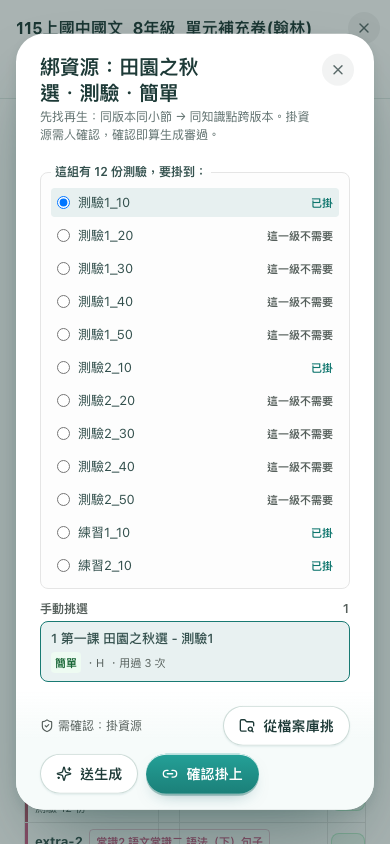 115上國中國文 8年級 單元補充卷(翰林)
綁資源：田園之秋
選 · 測驗 · 簡單
先找再生：同版本同小節 → 同知識點跨版本。掛資
源需人確認，確認即算生成審過。
這組有 12 份測驗，要掛到：
測驗1_10 已掛
測驗1_20 這一級不需要
測驗1_30 這一級不需要
測驗1_40 這一級不需要
測驗1_50 這一級不需要
測驗2_10 已掛
測驗2_20 這一級不需要
測驗2_30 這一級不需要
測驗2_40 這一級不需要
測驗2_50 這一級不需要
練習1_10 已掛
練習2_10 已掛
手動挑選 1
1 第一課 田園之秋選 - 測驗1
簡單 · H · 用過 3 次
需確認：掛資源 從檔案庫挑
送生成 確認掛上
extra-2